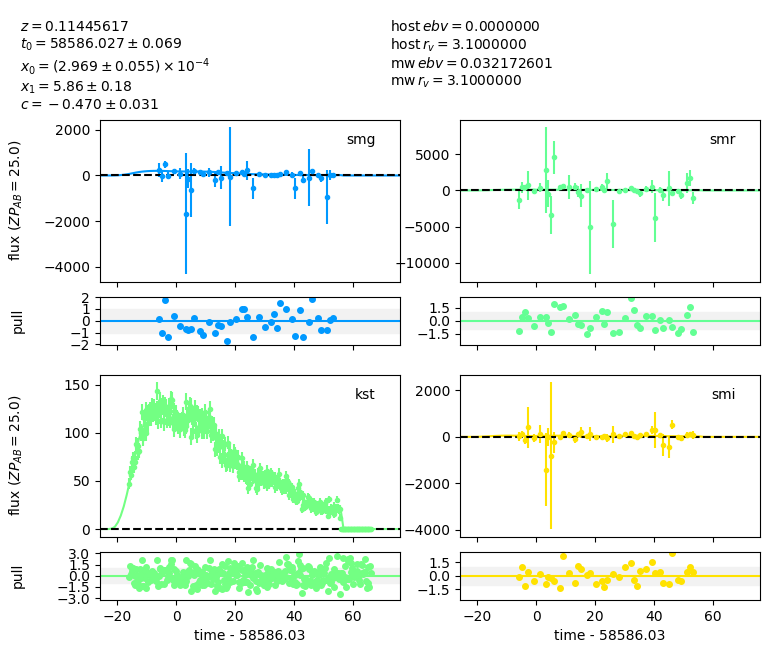 z = 0.11445617
t₀ = 58586.027 ± 0.069
x₀ = (2.969 ± 0.055) × 10⁻⁴
x₁ = 5.86 ± 0.18
c = −0.470 ± 0.031
host ebv = 0.0000000
host r_v = 3.1000000
mw ebv = 0.032172601
mw r_v = 3.1000000
smg
flux (ZP_AB = 25.0)
2000
0
−2000
−4000
smr
5000
0
−5000
−10000
pull
2
1
0
−1
−2
1.5
0.0
−1.5
kst
flux (ZP_AB = 25.0)
150
100
50
0
smi
2000
0
−2000
−4000
pull
3.0
1.5
0.0
−1.5
−3.0
−20 0 20 40 60
time - 58586.03
1.5
0.0
−1.5
−20 0 20 40 60
time - 58586.03